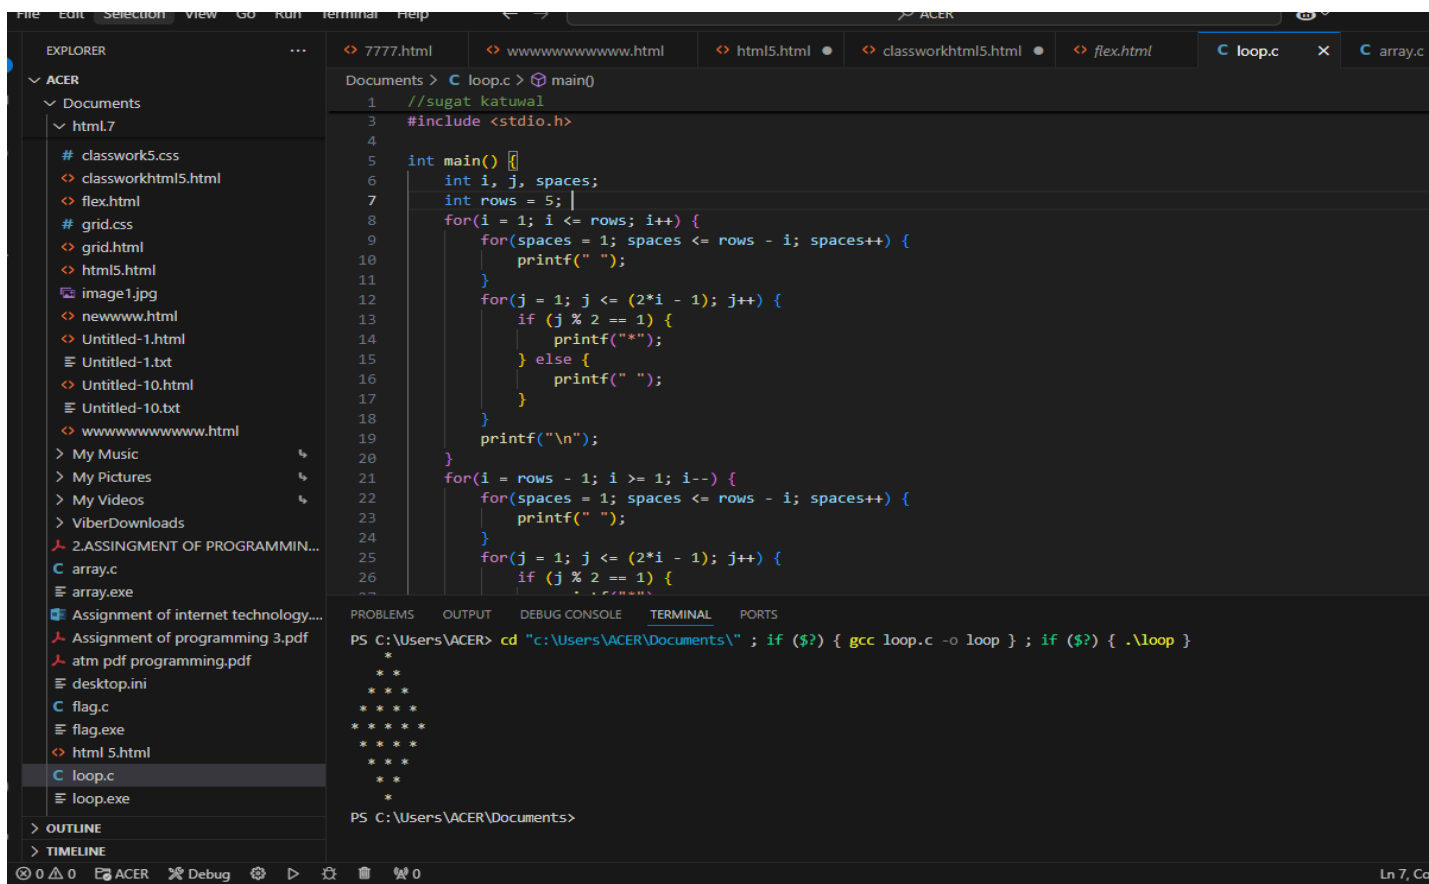 File Edit Selection View Go Run Terminal Help ← → ACER
EXPLORER ...
ACER
Documents
html.7
classwork5.css
classworkhtml5.html
flex.html
grid.css
grid.html
html5.html
image1.jpg
newwww.html
Untitled-1.html
Untitled-1.txt
Untitled-10.html
Untitled-10.txt
wwwwwwwwwww.html
My Music
My Pictures
My Videos
ViberDownloads
2.ASSINGMENT OF PROGRAMMIN...
array.c
array.exe
Assignment of internet technology....
Assignment of programming 3.pdf
atm pdf programming.pdf
desktop.ini
flag.c
flag.exe
html 5.html
loop.c
loop.exe
OUTLINE
TIMELINE
7777.html wwwwwwwwwww.html html5.html classworkhtml5.html flex.html loop.c array.c
Documents > C loop.c > main()
1 //sugat katuwal
3 #include <stdio.h>
4
5 int main() {
6 int i, j, spaces;
7 int rows = 5;
8 for(i = 1; i <= rows; i++) {
9 for(spaces = 1; spaces <= rows - i; spaces++) {
10 printf(" ");
11 }
12 for(j = 1; j <= (2*i - 1); j++) {
13 if (j % 2 == 1) {
14 printf("*");
15 } else {
16 printf(" ");
17 }
18 }
19 printf("\n");
20 }
21 for(i = rows - 1; i >= 1; i--) {
22 for(spaces = 1; spaces <= rows - i; spaces++) {
23 printf(" ");
24 }
25 for(j = 1; j <= (2*i - 1); j++) {
26 if (j % 2 == 1) {
PROBLEMS OUTPUT DEBUG CONSOLE TERMINAL PORTS
PS C:\Users\ACER> cd "c:\Users\ACER\Documents\" ; if ($?) { gcc loop.c -o loop } ; if ($?) { .\loop }
*
* *
* * *
* * * *
* * * * *
* * * *
* * *
* *
*
PS C:\Users\ACER\Documents>
0 0 ACER Debug 0 Ln 7, Co